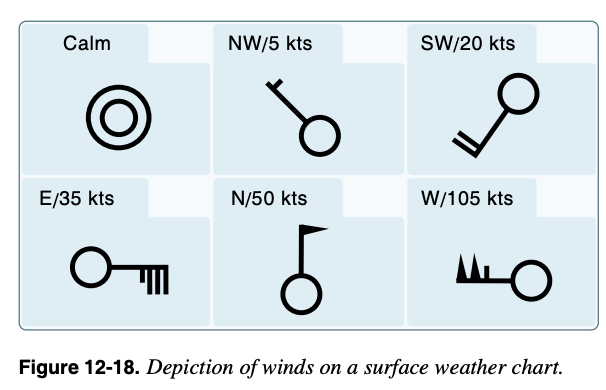 Calm
NW/5 kts
SW/20 kts
E/35 kts
N/50 kts
W/105 kts
Figure 12-18. Depiction of winds on a surface weather chart.